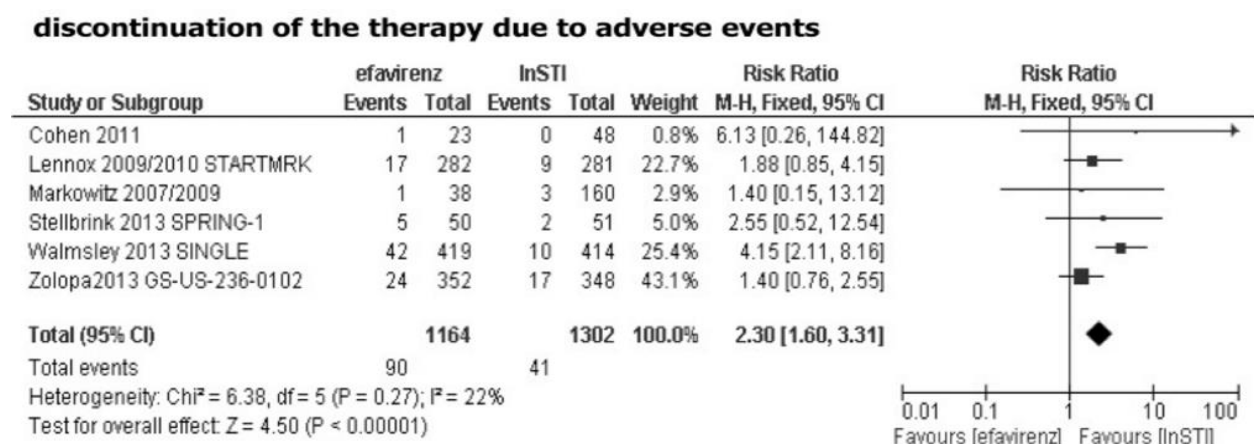 discontinuation of the therapy due to adverse events
efavirenz InSTI Risk Ratio Risk Ratio
Study or Subgroup Events Total Events Total Weight M-H, Fixed, 95% CI M-H, Fixed, 95% CI
Cohen 2011 1 23 0 48 0.8% 6.13 [0.26, 144.82]
Lennox 2009/2010 STARTMRK 17 282 9 281 22.7% 1.88 [0.85, 4.15]
Markowitz 2007/2009 1 38 3 160 2.9% 1.40 [0.15, 13.12]
Stellbrink 2013 SPRING-1 5 50 2 51 5.0% 2.55 [0.52, 12.54]
Walmsley 2013 SINGLE 42 419 10 414 25.4% 4.15 [2.11, 8.16]
Zolopa2013 GS-US-236-0102 24 352 17 348 43.1% 1.40 [0.76, 2.55]
Total (95% CI) 1164 1302 100.0% 2.30 [1.60, 3.31]
Total events 90 41
Heterogeneity: Chi² = 6.38, df = 5 (P = 0.27); I² = 22%
Test for overall effect: Z = 4.50 (P < 0.00001)
0.01 0.1 1 10 100
Favours [efavirenz] Favours [InSTI]